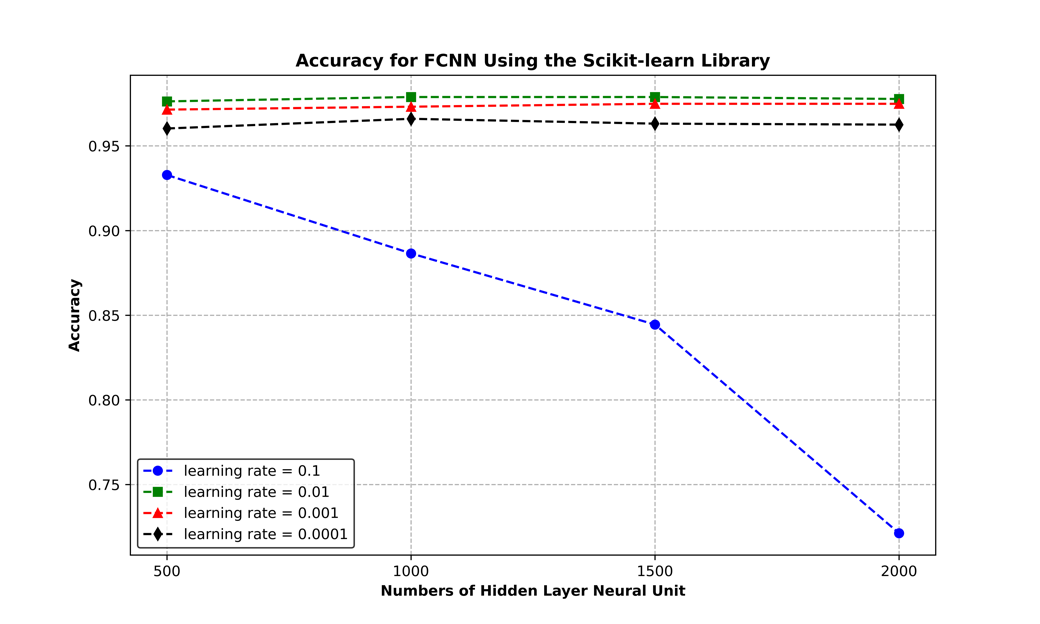 Accuracy for FCNN Using the Scikit-learn Library
Accuracy
0.95
0.90
0.85
0.80
0.75
learning rate = 0.1
learning rate = 0.01
learning rate = 0.001
learning rate = 0.0001
500 1000 1500 2000
Numbers of Hidden Layer Neural Unit